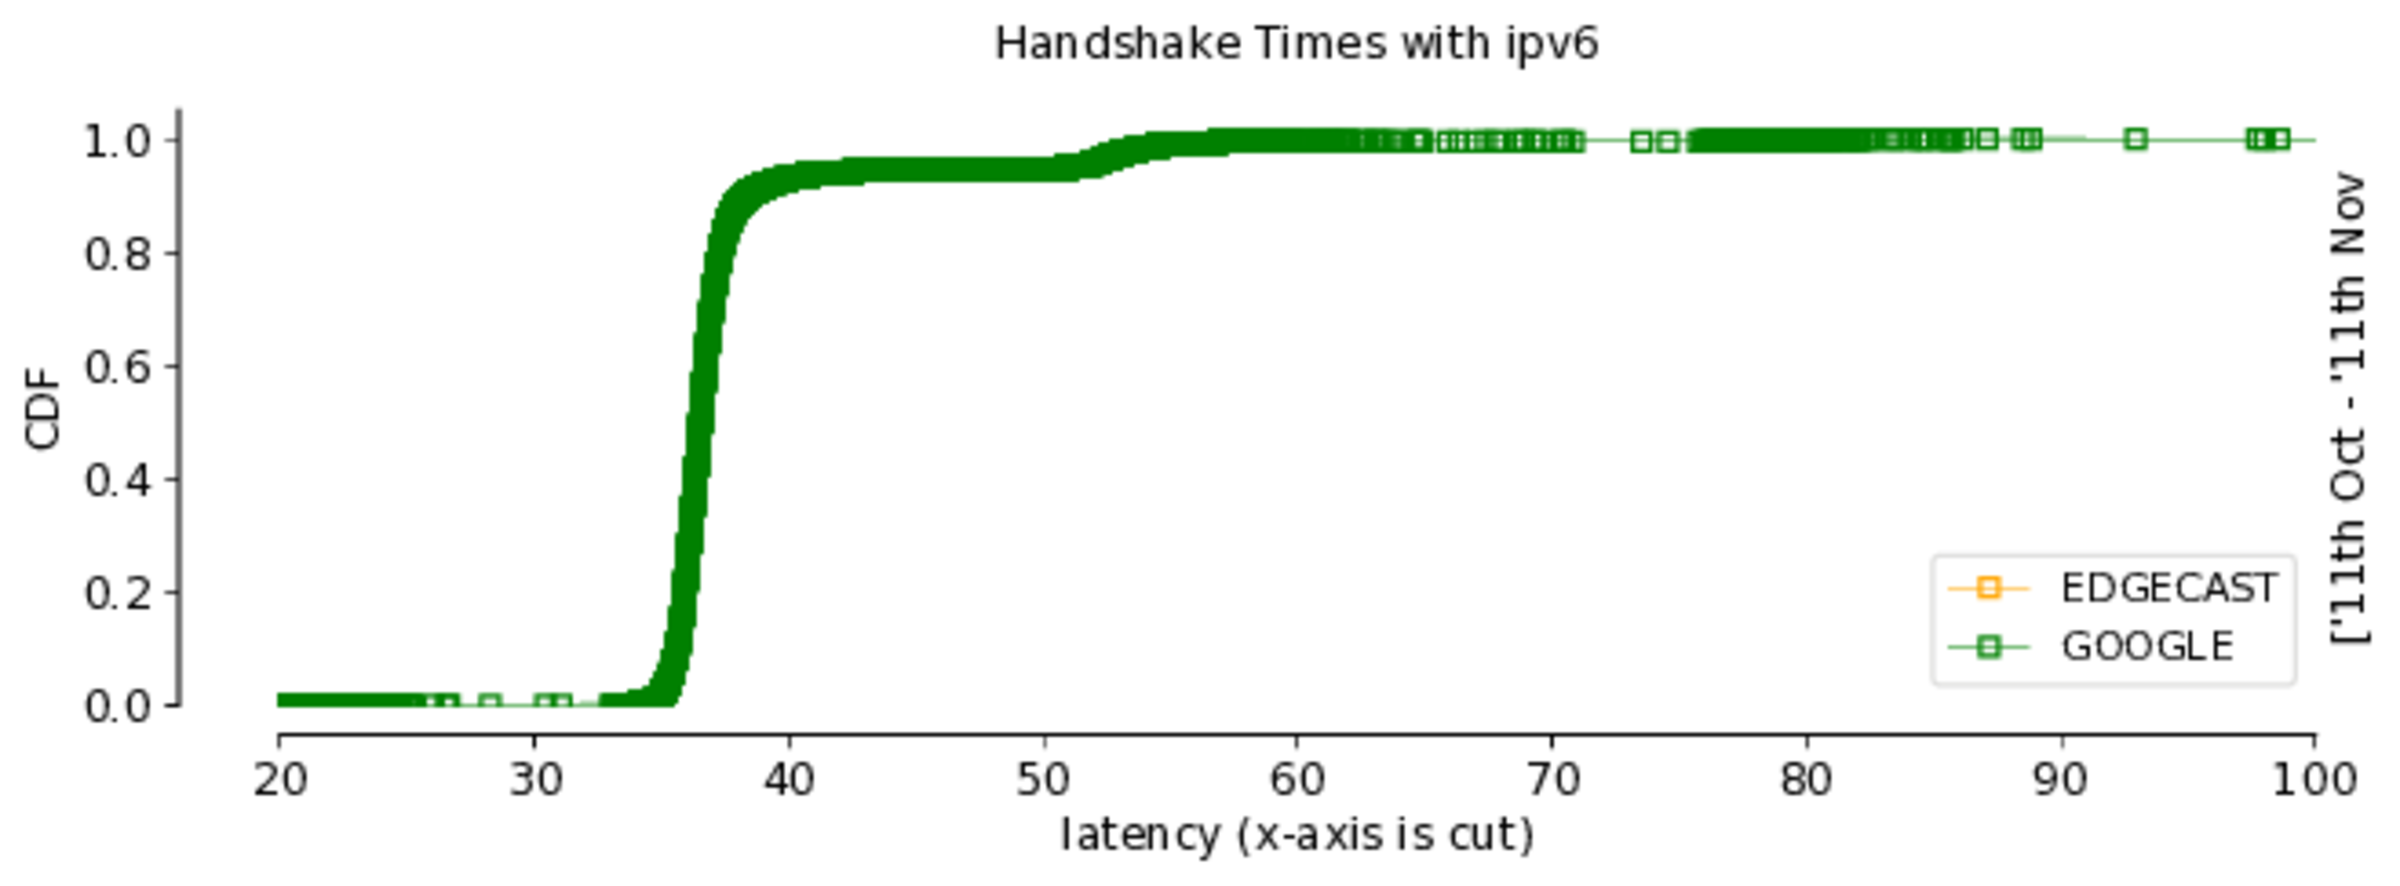 Handshake Times with ipv6
CDF
1.0
0.8
0.6
0.4
0.2
0.0
20 30 40 50 60 70 80 90 100
latency (x-axis is cut)
EDGECAST
GOOGLE
['11th Oct - '11th Nov